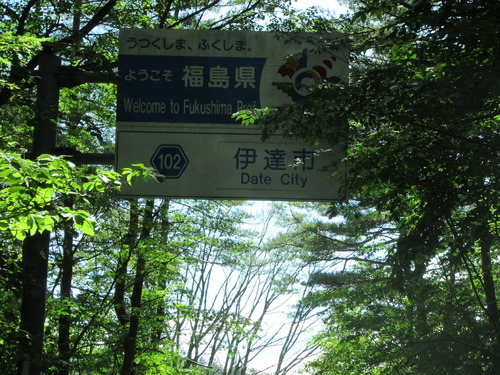 うつくしま、ふくしま。
ようこそ 福島県
Welcome to Fukushima Pref.
102 伊達市
Date City